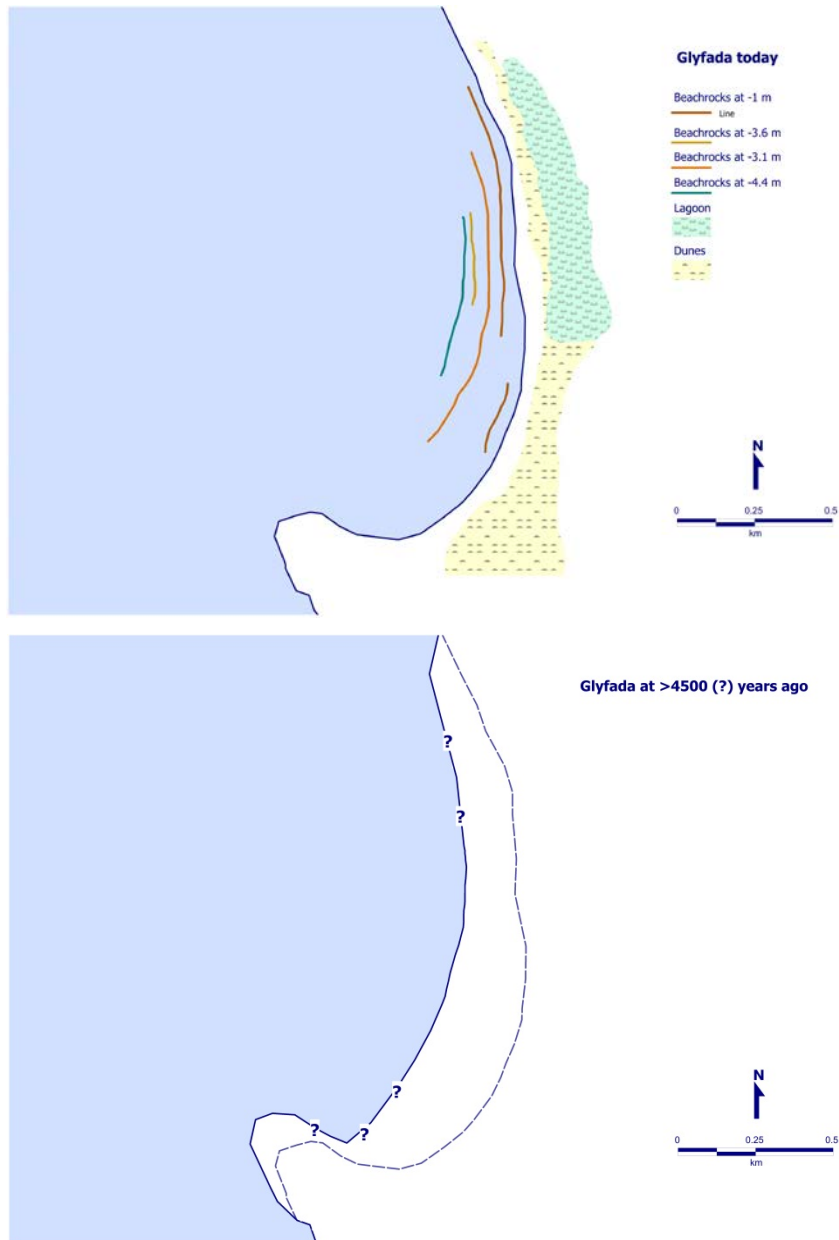 Glyfada today
Beachrocks at -1 m
Line
Beachrocks at -3.6 m
Beachrocks at -3.1 m
Beachrocks at -4.4 m
Lagoon
Dunes
N
0 0.25 0.5
km
Glyfada at >4500 (?) years ago
?
?
?
?
?
N
0 0.25 0.5
km